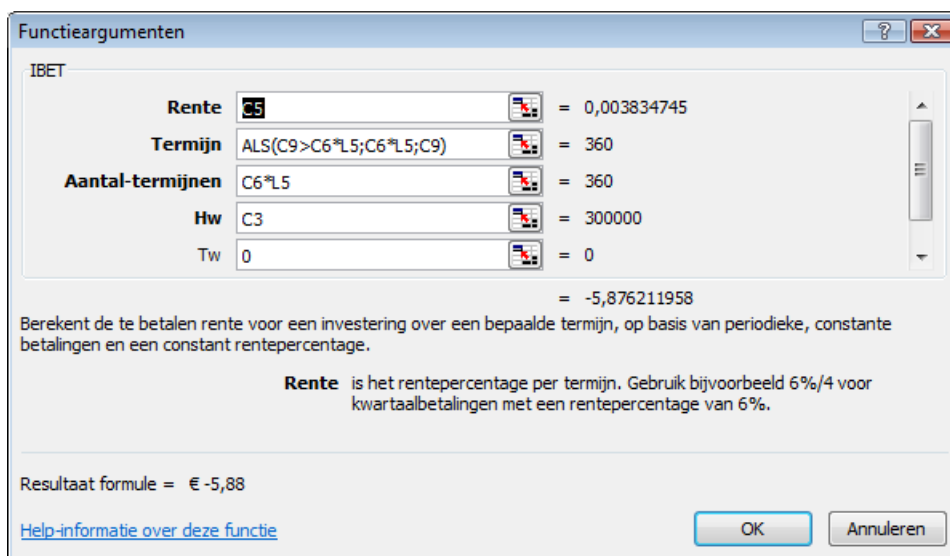 Functieargumenten
IBET
Rente C5 = 0,003834745
Termijn ALS(C9>C6*L5;C6*L5;C9) = 360
Aantal-termijnen C6*L5 = 360
Hw C3 = 300000
Tw 0 = 0
= -5,876211958
Berekent de te betalen rente voor een investering over een bepaalde termijn, op basis van periodieke, constante
betalingen en een constant rentepercentage.
Rente is het rentepercentage per termijn. Gebruik bijvoorbeeld 6%/4 voor
kwartaalbetalingen met een rentepercentage van 6%.
Resultaat formule = € -5,88
Help-informatie over deze functie OK Annuleren